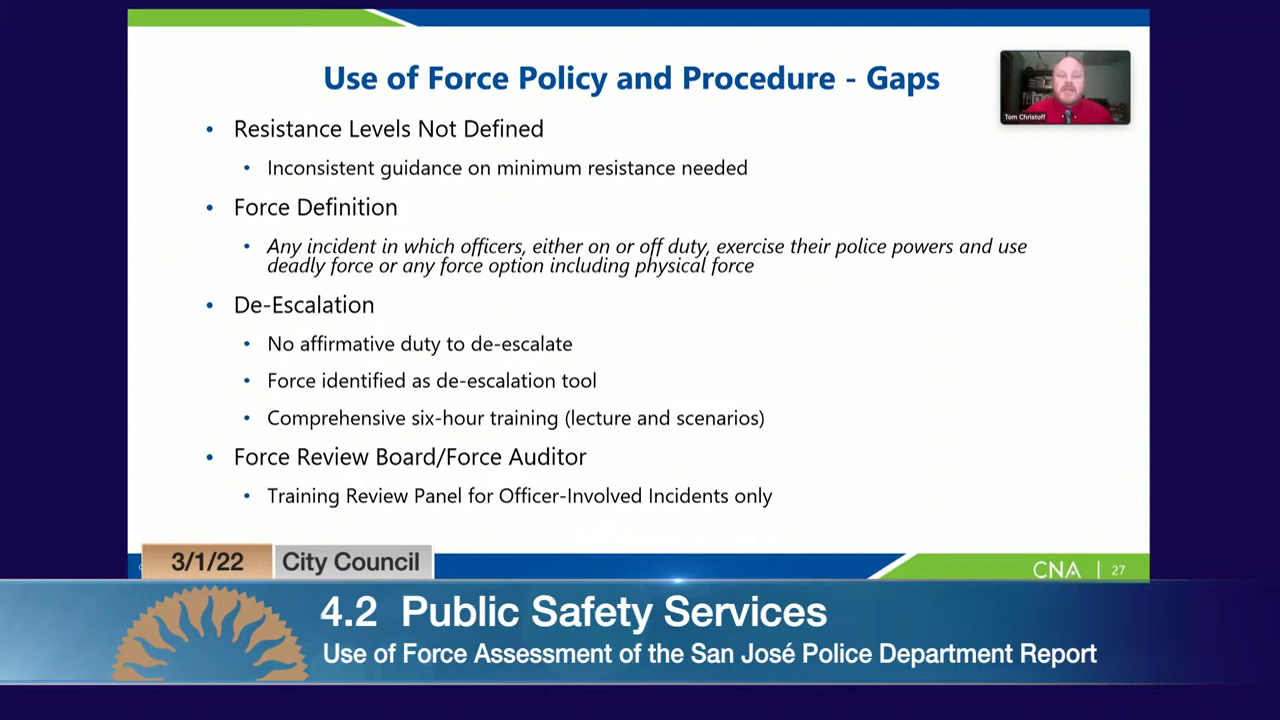 Use of Force Policy and Procedure - Gaps
Tom Christoff
• Resistance Levels Not Defined
• Inconsistent guidance on minimum resistance needed
• Force Definition
• Any incident in which officers, either on or off duty, exercise their police powers and use
deadly force or any force option including physical force
• De-Escalation
• No affirmative duty to de-escalate
• Force identified as de-escalation tool
• Comprehensive six-hour training (lecture and scenarios)
• Force Review Board/Force Auditor
• Training Review Panel for Officer-Involved Incidents only
3/1/22 City Council
CNA | 27
4.2 Public Safety Services
Use of Force Assessment of the San José Police Department Report